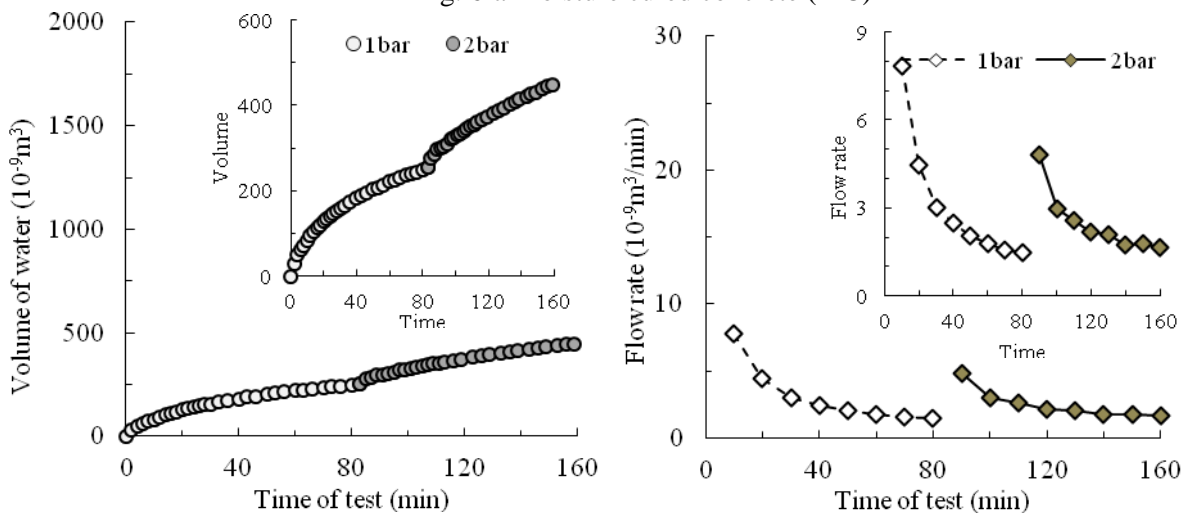 Moisture cured concrete
2000
1500
1000
500
0
Volume of water (10⁻⁹m³)
0 40 80 120 160
Time of test (min)
600
400
200
0
Volume
1bar 2bar
0 40 80 120 160
Time
30
20
10
0
Flow rate (10⁻⁹m³/min)
0 40 80 120 160
Time of test (min)
9
6
3
0
Flow rate
1bar 2bar
0 40 80 120 160
Time